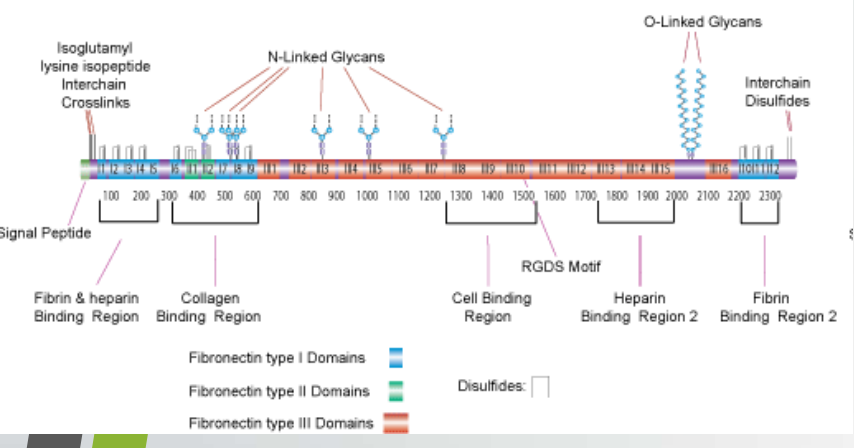 O-Linked Glycans
Isoglutamyl
lysine isopeptide
Interchain
Crosslinks
N-Linked Glycans
Interchain
Disulfides
I1 I2 I3 I4 I5 I6 II1 II2 I7 I8 I9 III1 III2 III3 III4 III5 III6 III7 III8 III9 III10 III11 III12 III13 III14 III15 III16 I10 I11 I12
100 200 300 400 500 600 700 800 900 1000 1100 1200 1300 1400 1500 1600 1700 1800 1900 2000 2100 2200 2300
Signal Peptide
RGDS Motif
Fibrin & heparin
Binding Region
Collagen
Binding Region
Cell Binding
Region
Heparin
Binding Region 2
Fibrin
Binding Region 2
Fibronectin type I Domains
Fibronectin type II Domains
Disulfides:
Fibronectin type III Domains